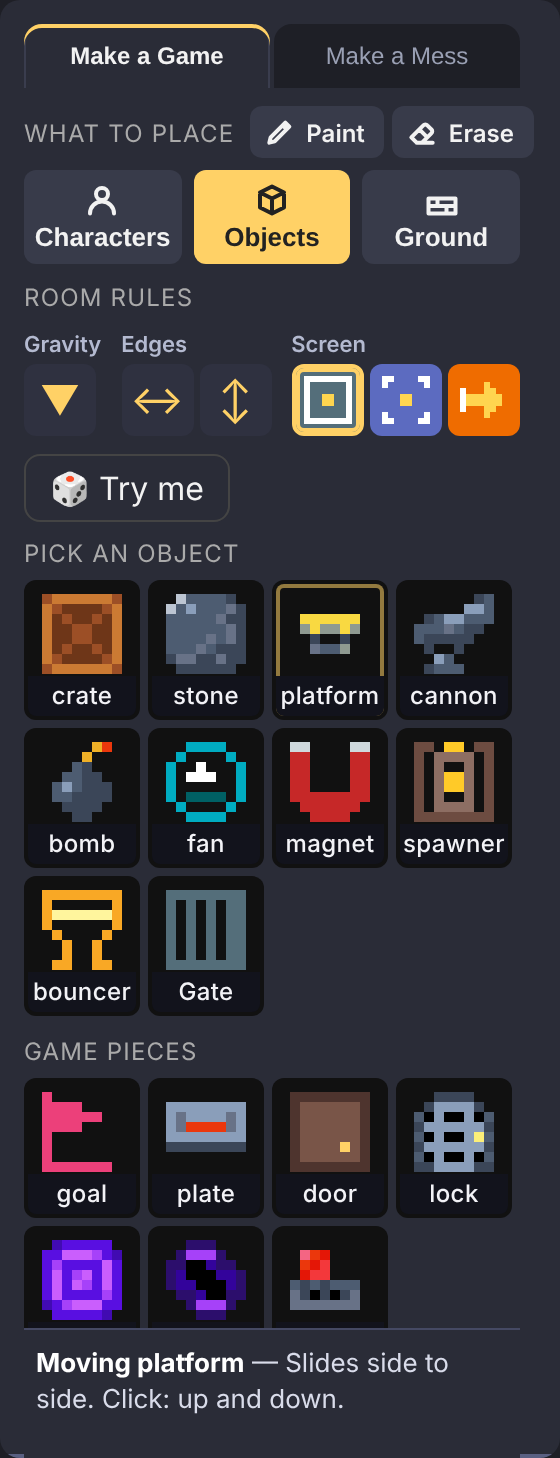 Make a Game
Make a Mess
WHAT TO PLACE
Paint
Erase
Characters
Objects
Ground
ROOM RULES
Gravity
Edges
Screen
Try me
PICK AN OBJECT
crate
stone
platform
cannon
bomb
fan
magnet
spawner
bouncer
Gate
GAME PIECES
goal
plate
door
lock
Moving platform — Slides side to
side. Click: up and down.